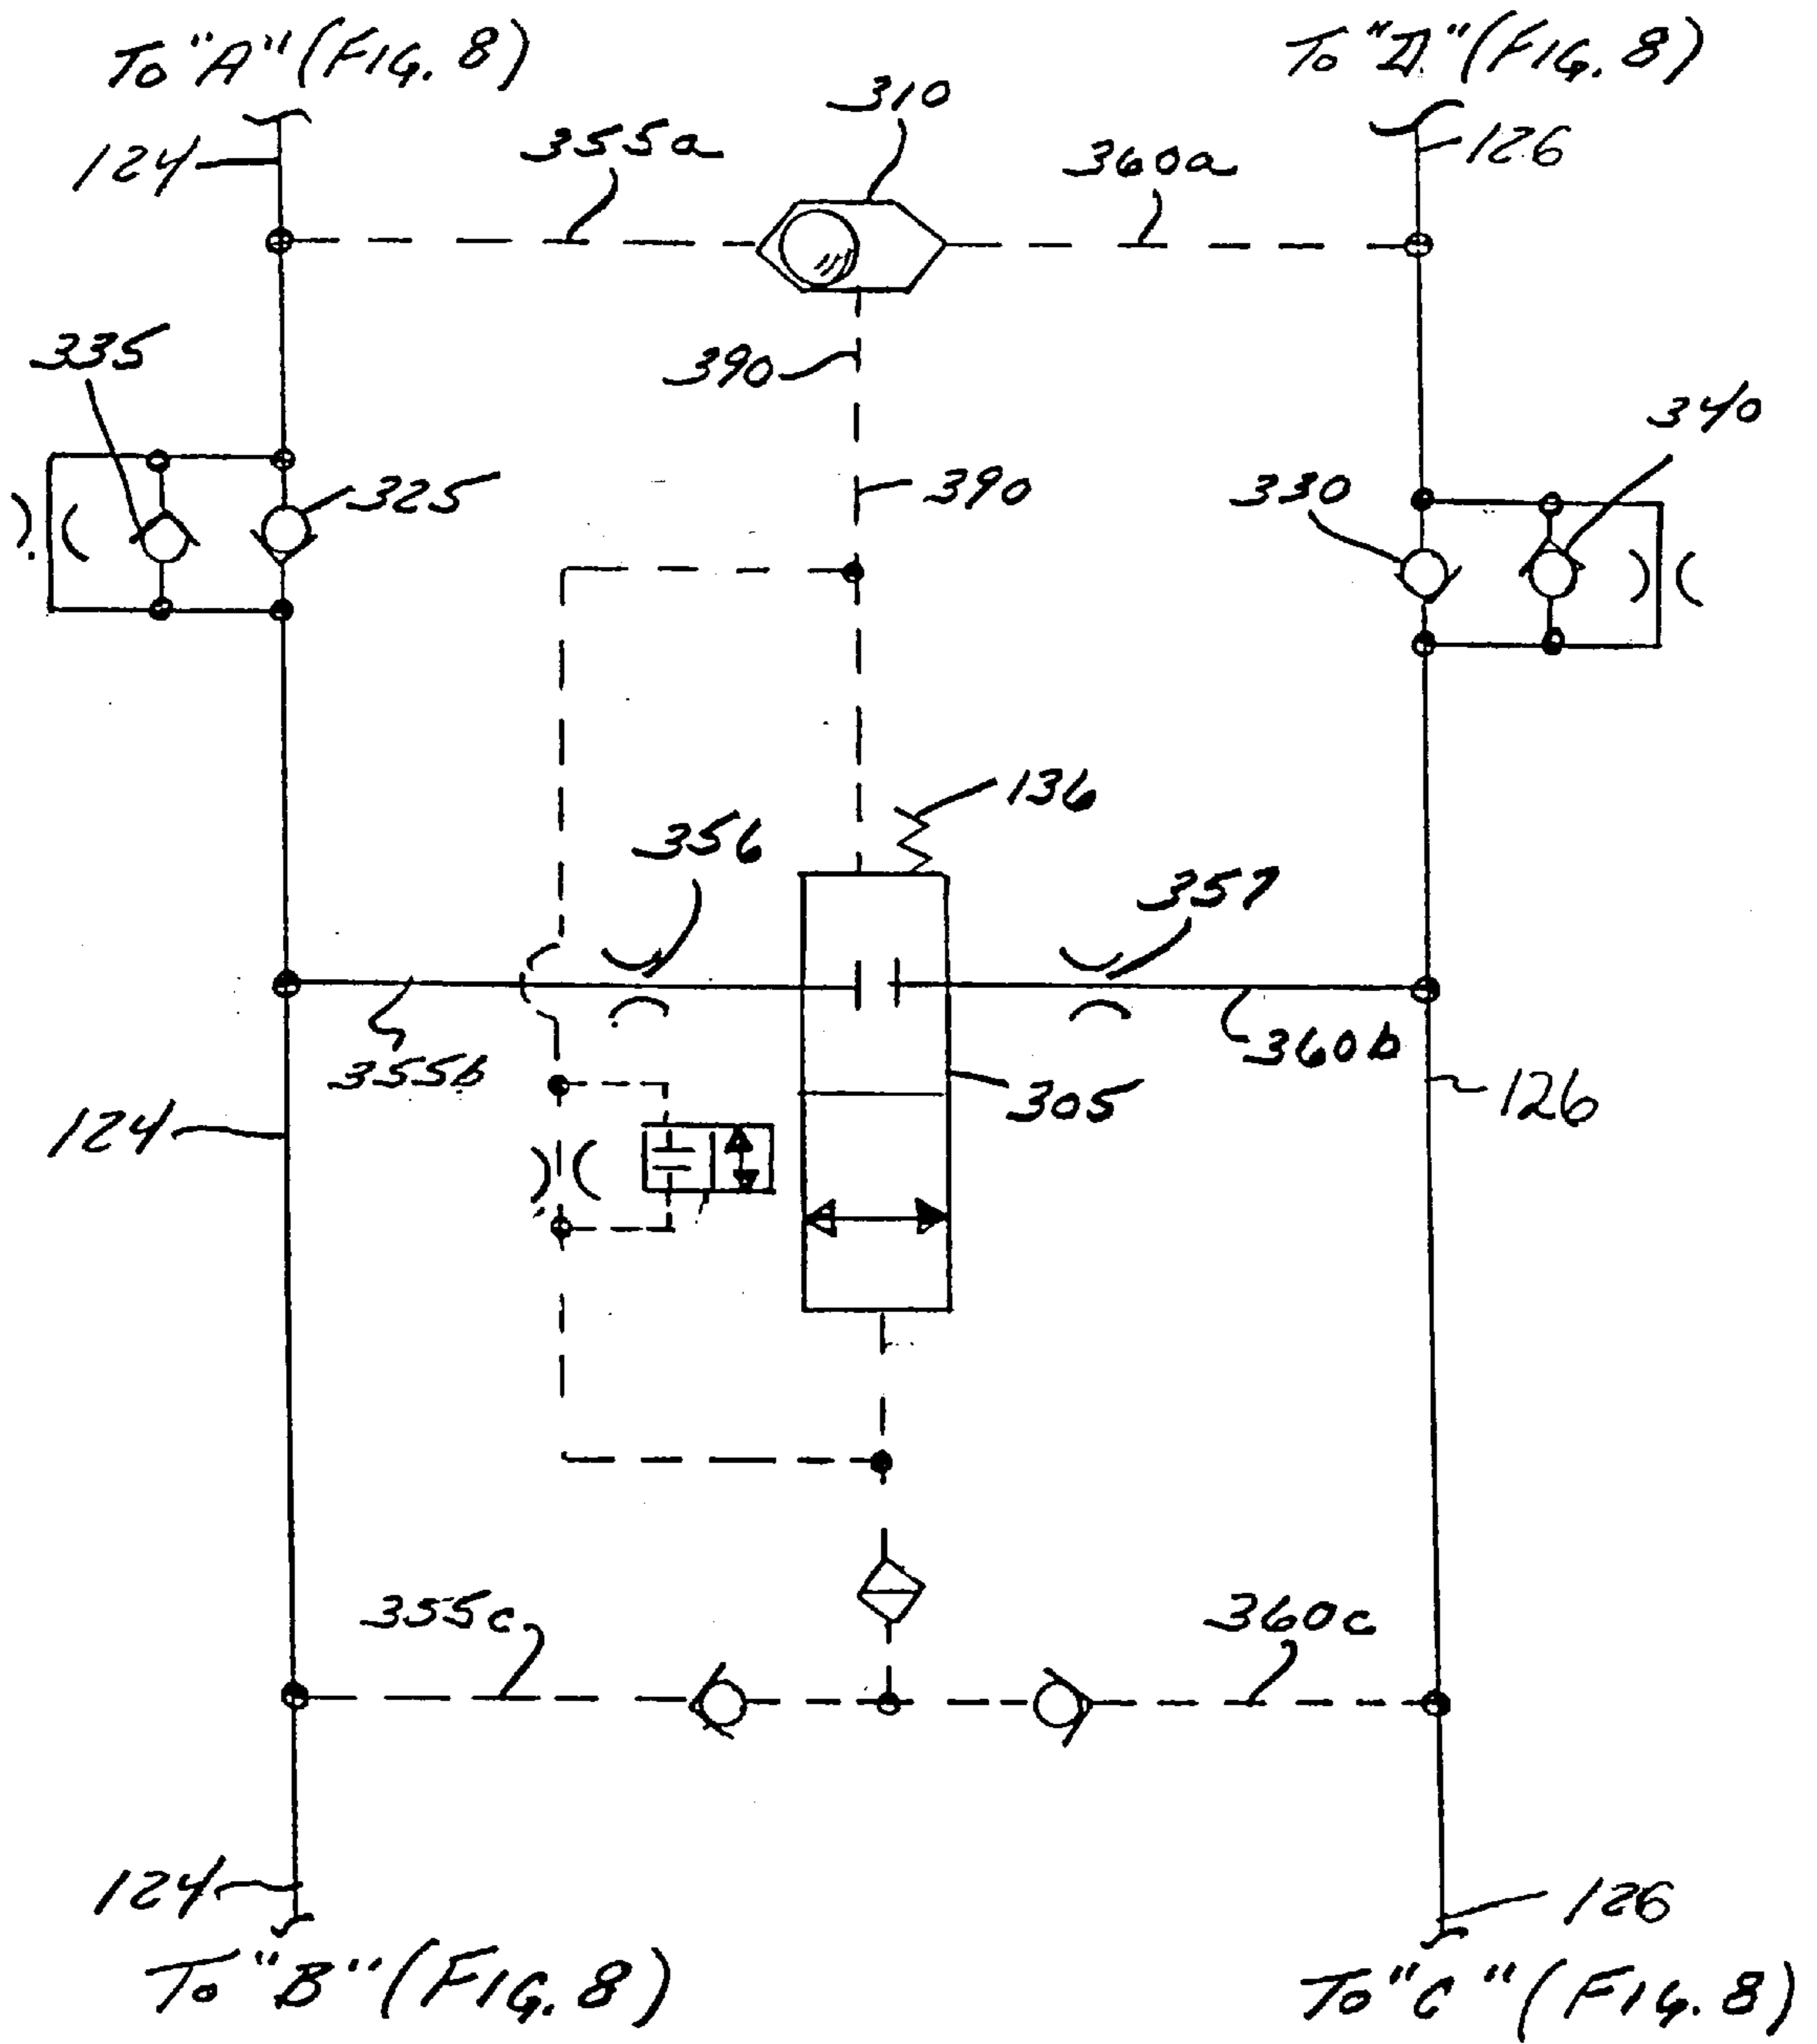 To "A" (FIG. 8)
To "D" (FIG. 8)
310
124
355a
360a
126
335
390
340
325
390
330
136
356
357
355b
360b
124
305
126
355c
360c
124
126
To "B" (FIG. 8)
To "C" (FIG. 8)